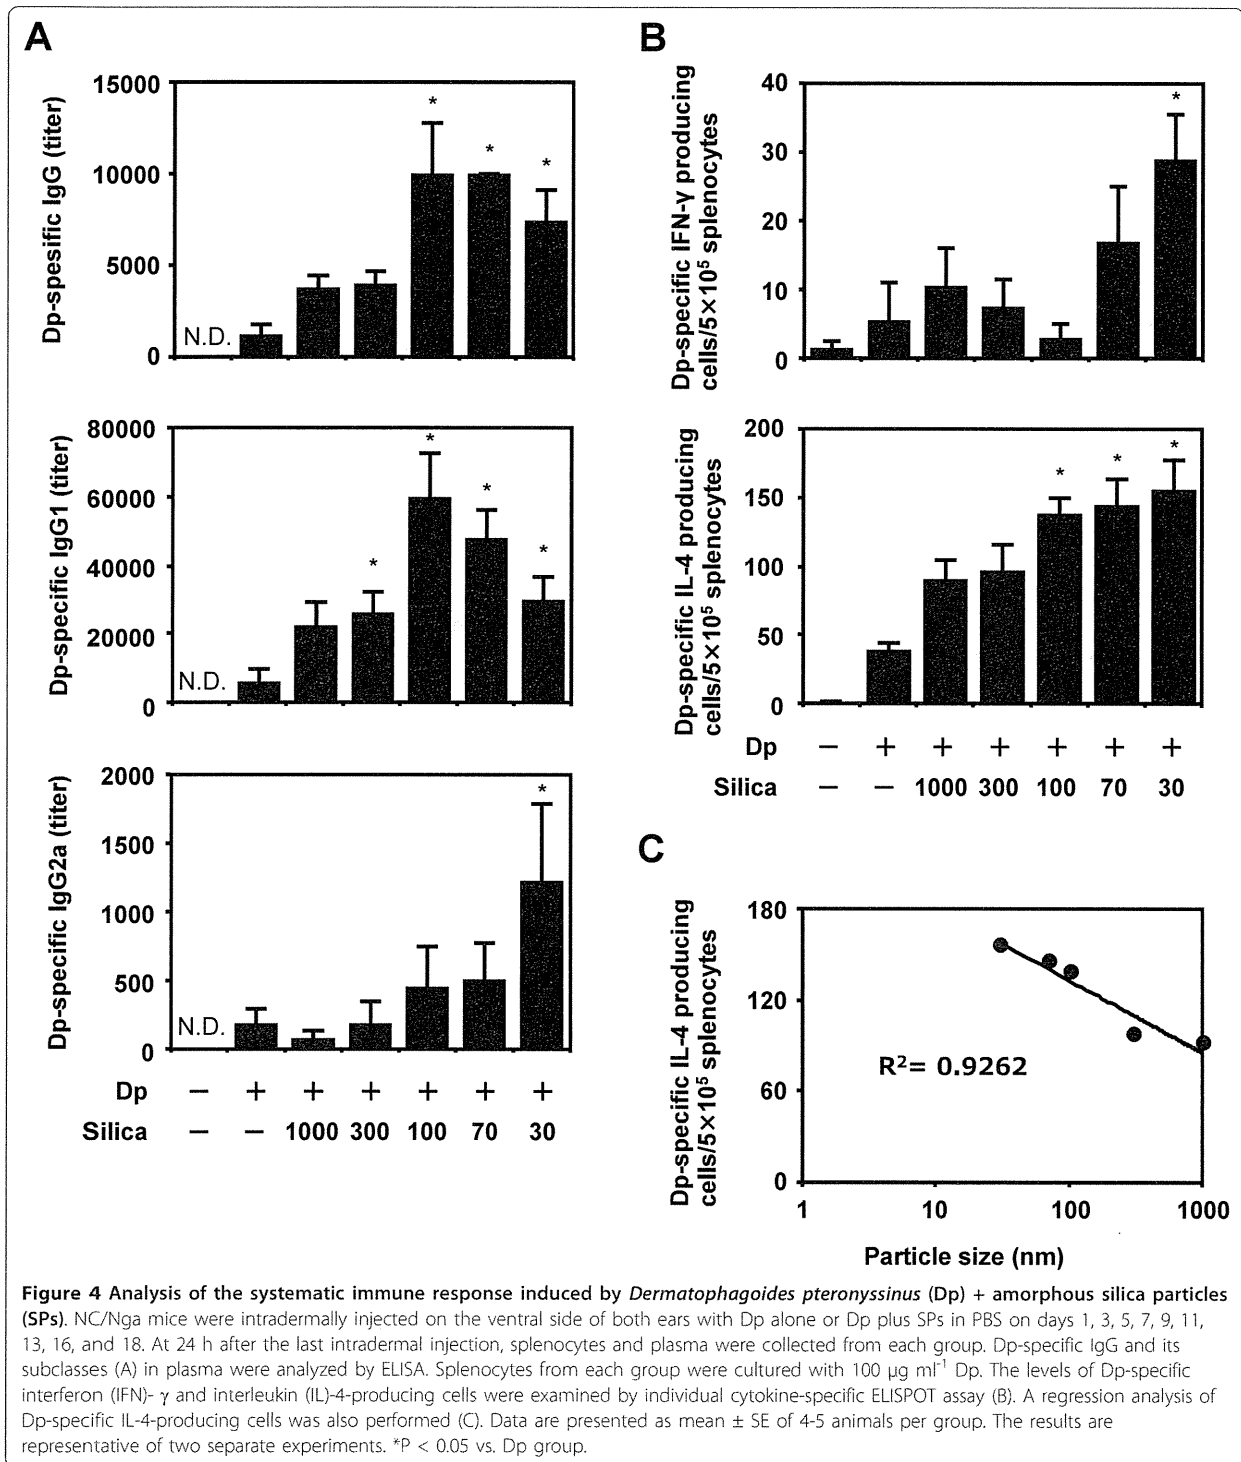 A
15000
10000
5000
0
Dp-spesific IgG (titer)
N.D.
*
*
*
80000
60000
40000
20000
0
Dp-specific IgG1 (titer)
N.D.
*
*
*
*
2000
1500
1000
500
0
Dp-specific IgG2a (titer)
N.D.
*
Dp − + + + + + +
Silica − − 1000 300 100 70 30
B
40
30
20
10
0
Dp-specific IFN-γ producing
cells/5×10⁵ splenocytes
*
200
150
100
50
0
Dp-specific IL-4 producing
cells/5×10⁵ splenocytes
*
*
*
Dp − + + + + + +
Silica − − 1000 300 100 70 30
C
180
120
60
0
Dp-specific IL-4 producing
cells/5×10⁵ splenocytes
R²= 0.9262
1 10 100 1000
Particle size (nm)
Figure 4 Analysis of the systematic immune response induced by Dermatophagoides pteronyssinus (Dp) + amorphous silica particles
(SPs). NC/Nga mice were intradermally injected on the ventral side of both ears with Dp alone or Dp plus SPs in PBS on days 1, 3, 5, 7, 9, 11,
13, 16, and 18. At 24 h after the last intradermal injection, splenocytes and plasma were collected from each group. Dp-specific IgG and its
subclasses (A) in plasma were analyzed by ELISA. Splenocytes from each group were cultured with 100 μg ml⁻¹ Dp. The levels of Dp-specific
interferon (IFN)- γ and interleukin (IL)-4-producing cells were examined by individual cytokine-specific ELISPOT assay (B). A regression analysis of
Dp-specific IL-4-producing cells was also performed (C). Data are presented as mean ± SE of 4-5 animals per group. The results are
representative of two separate experiments. *P < 0.05 vs. Dp group.